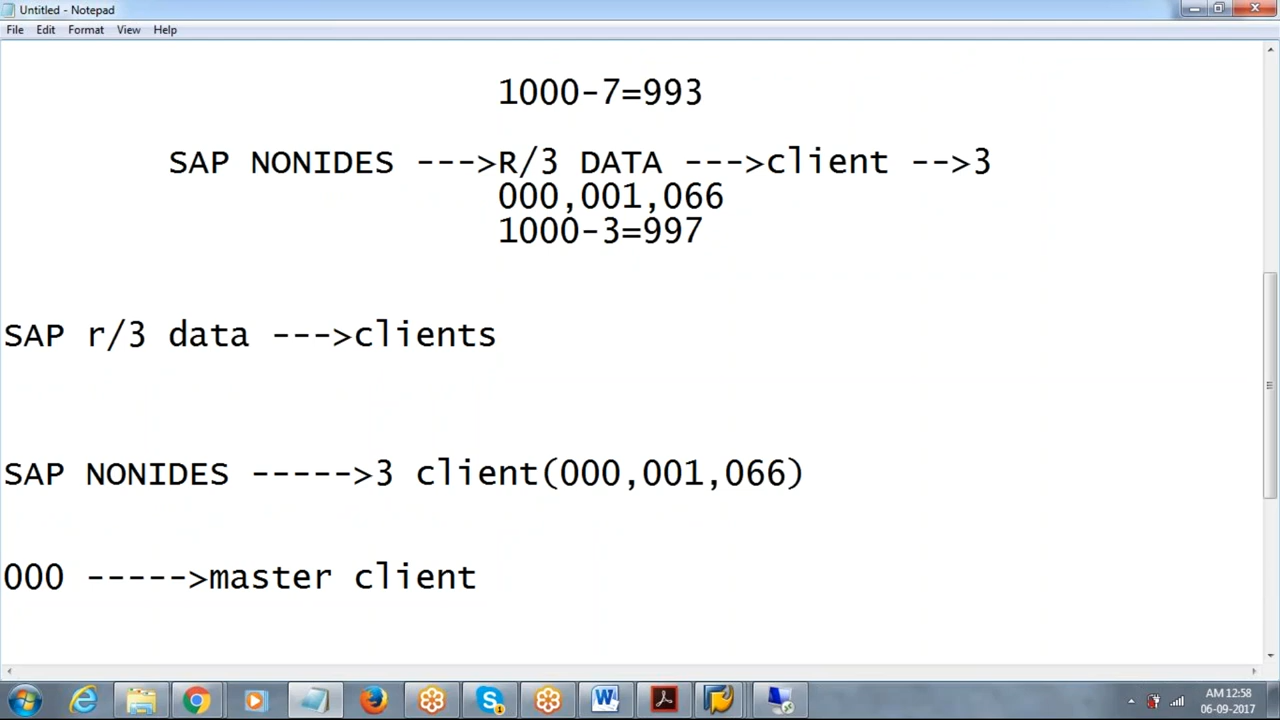 Untitled - Notepad
File Edit Format View Help
1000-7=993
SAP NONIDES --->R/3 DATA --->client -->3
000,001,066
1000-3=997
SAP r/3 data --->clients
SAP NONIDES ----->3 client(000,001,066)
000 ----->master client
AM 12:58
06-09-2017